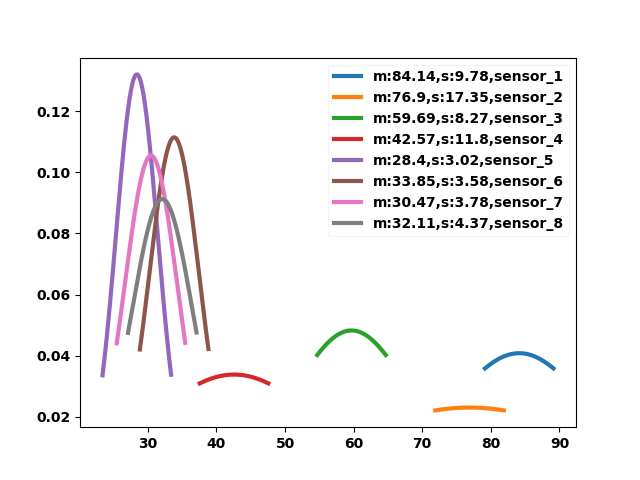 m:84.14,s:9.78,sensor_1
m:76.9,s:17.35,sensor_2
m:59.69,s:8.27,sensor_3
m:42.57,s:11.8,sensor_4
m:28.4,s:3.02,sensor_5
m:33.85,s:3.58,sensor_6
m:30.47,s:3.78,sensor_7
m:32.11,s:4.37,sensor_8
0.12
0.10
0.08
0.06
0.04
0.02
30 40 50 60 70 80 90